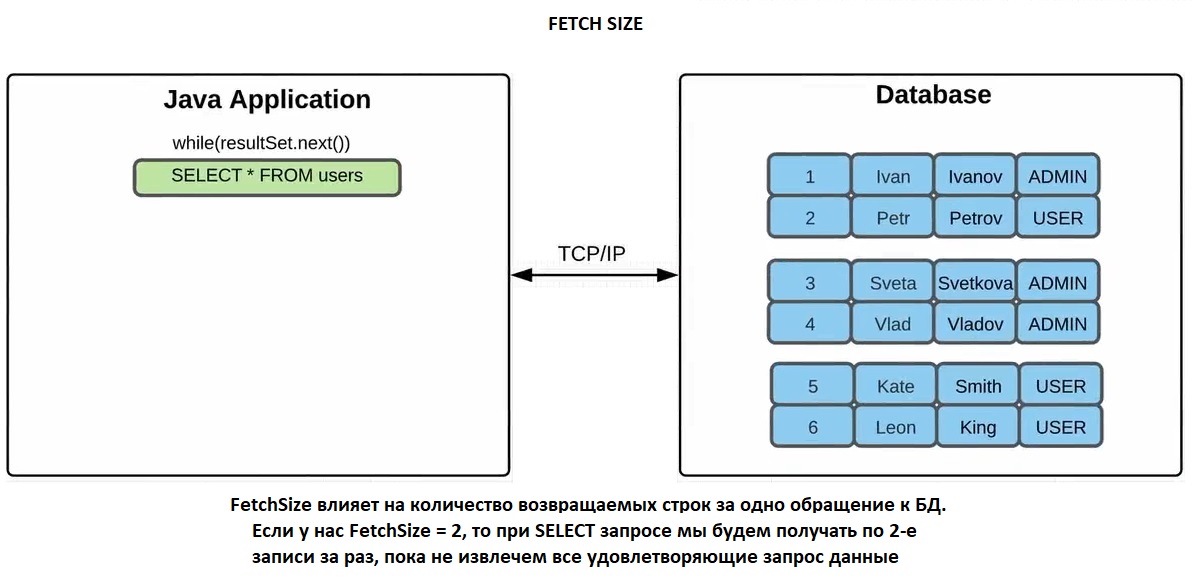 FETCH SIZE
Java Application
while(resultSet.next())
SELECT * FROM users
TCP/IP
Database
1 Ivan Ivanov ADMIN
2 Petr Petrov USER
3 Sveta Svetkova ADMIN
4 Vlad Vladov ADMIN
5 Kate Smith USER
6 Leon King USER
FetchSize влияет на количество возвращаемых строк за одно обращение к БД.
Если у нас FetchSize = 2, то при SELECT запросе мы будем получать по 2-е
записи за раз, пока не извлечем все удовлетворяющие запрос данные